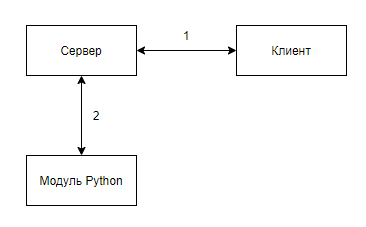 1
Сервер
Клиент
2
Модуль Python